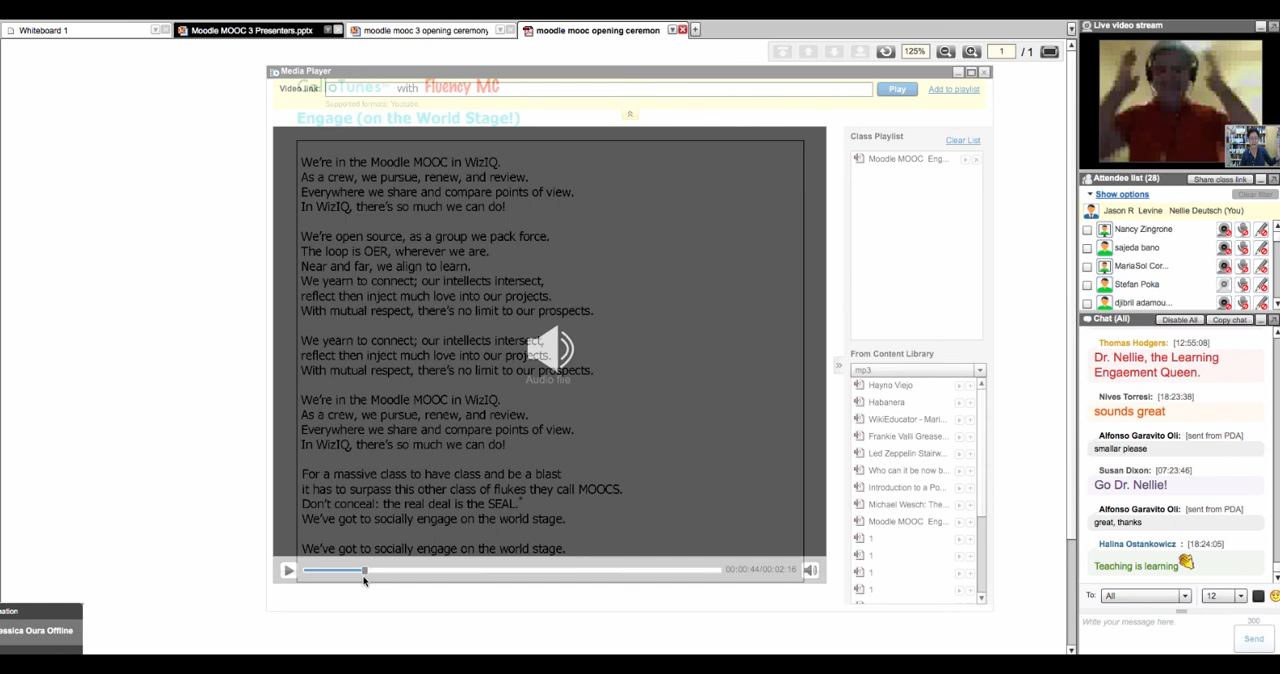 Whiteboard 1
Moodle MOOC 3 Presenters.pptx
moodle mooc 3 opening ceremony
moodle mooc opening ceremon
125%
1 / 1
Media Player
with Fluency MC
Video link
Play
Add to playlist
Supported formats: Youtube.
Engage (on the World Stage!)
We're in the Moodle MOOC in WizIQ.
As a crew, we pursue, renew, and review.
Everywhere we share and compare points of view.
In WizIQ, there's so much we can do!
We're open source, as a group we pack force.
The loop is OER, wherever we are.
Near and far, we align to learn.
We yearn to connect; our intellects intersect,
reflect then inject much love into our projects.
With mutual respect, there's no limit to our prospects.
We yearn to connect; our intellects intersect,
reflect then inject much love into our projects.
With mutual respect, there's no limit to our prospects.
Audio file
We're in the Moodle MOOC in WizIQ.
As a crew, we pursue, renew, and review.
Everywhere we share and compare points of view.
In WizIQ, there's so much we can do!
For a massive class to have class and be a blast
it has to surpass this other class of flukes they call MOOCS.
Don't conceal: the real deal is the SEAL.*
We've got to socially engage on the world stage.
We've got to socially engage on the world stage.
00:00:44/00:02:16
Class Playlist
Clear List
Moodle MOOC Eng...
From Content Library
mp3
Hayno Viejo
Habanera
WikiEducator - Mari...
Frankie Valli Grease...
Led Zeppelin Stairw...
Who can it be now b...
Introduction to a Po...
Michael Wesch: The...
Moodle MOOC Eng...
1
1
1
1
ation
essica Oura Offline
Live video stream
Attendee list (28)
Share class link
Show options
Clear filter
Jason R Levine Nellie Deutsch (You)
Nancy Zingrone
sajeda bano
MariaSol Cor...
Stefan Poka
djibril adamou...
Chat (All)
Disable All
Copy chat
Thomas Hodgers: [12:55:08]
Dr. Nellie, the Learning
Engaement Queen.
Nives Torresi: [18:23:38]
sounds great
Alfonso Garavito Oli: [sent from PDA]
smallar please
Susan Dixon: [07:23:46]
Go Dr. Nellie!
Alfonso Garavito Oli: [sent from PDA]
great, thanks
Halina Ostankowicz : [18:24:05]
Teaching is learning
To: All 12
Write your message here.
300
Send